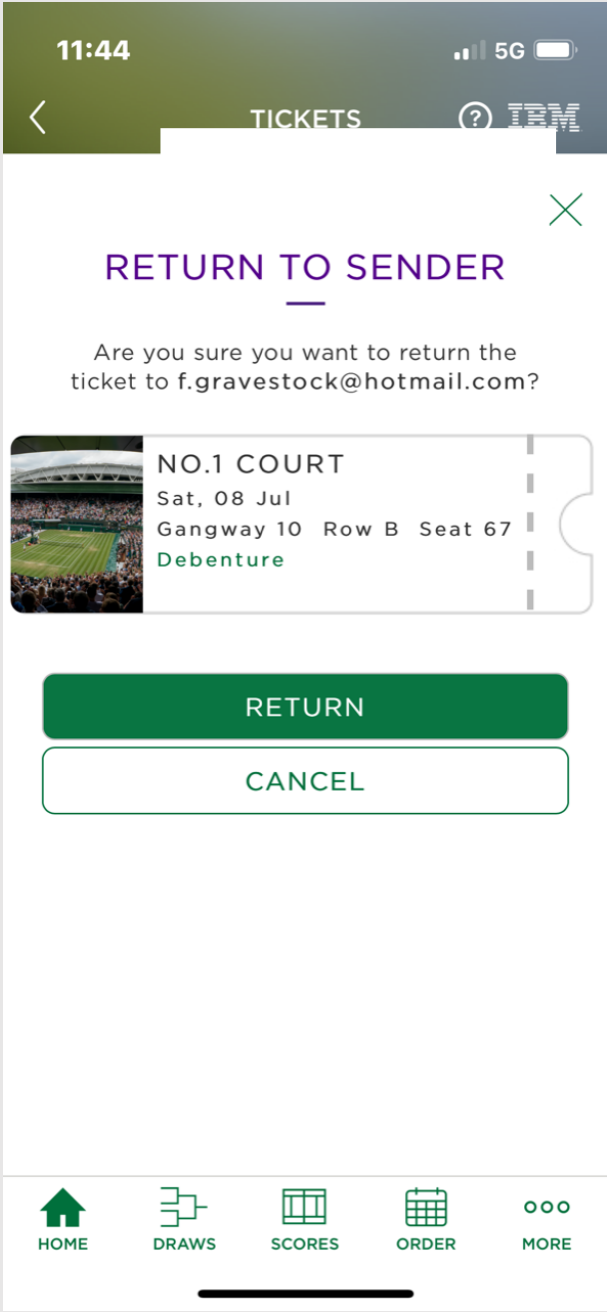 11:44
5G
TICKETS
?
IBM
RETURN TO SENDER
Are you sure you want to return the
ticket to f.gravestock@hotmail.com?
NO.1 COURT
Sat, 08 Jul
Gangway 10 Row B Seat 67
Debenture
RETURN
CANCEL
HOME
DRAWS
SCORES
ORDER
MORE